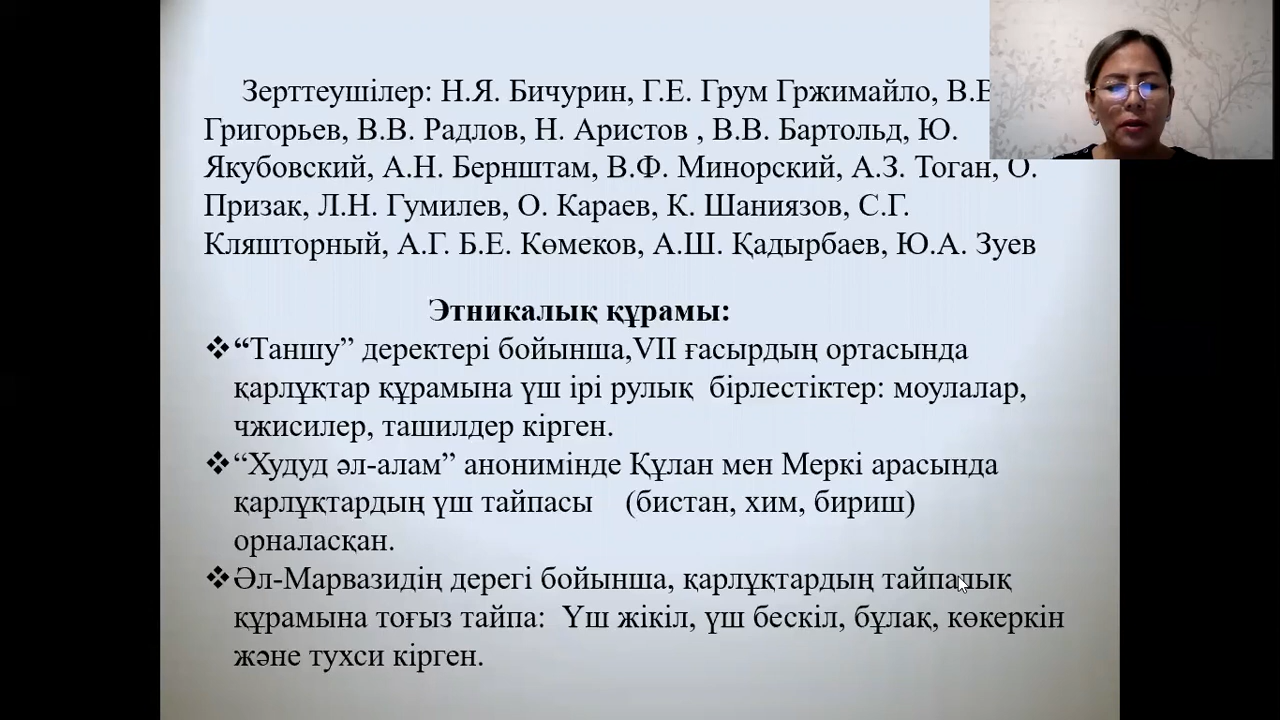 Зерттеушілер: Н.Я. Бичурин, Г.Е. Грум Гржимайло,
Григорьев, В.В. Радлов, Н. Аристов , В.В. Бартольд, Ю.
Якубовский, А.Н. Бернштам, В.Ф. Минорский, А.З. Тоган, О.
Призак, Л.Н. Гумилев, О. Караев, К. Шаниязов, С.Г.
Кляшторный, А.Г. Б.Е. Көмеков, А.Ш. Қадырбаев, Ю.А. Зуев
Этникалық құрамы:
❖“Таншу” деректері бойынша,VII ғасырдың ортасында
қарлұқтар құрамына үш ірі рулық бірлестіктер: моулалар,
чжисилер, ташилдер кірген.
❖“Худуд әл-алам” анонимінде Құлан мен Меркі арасында
қарлұқтардың үш тайпасы (бистан, хим, бириш)
орналасқан.
❖Әл-Марвазидің дерегі бойынша, қарлұқтардың тайпалық
құрамына тоғыз тайпа: Үш жікіл, үш бескіл, бұлақ, көкеркін
және тухси кірген.